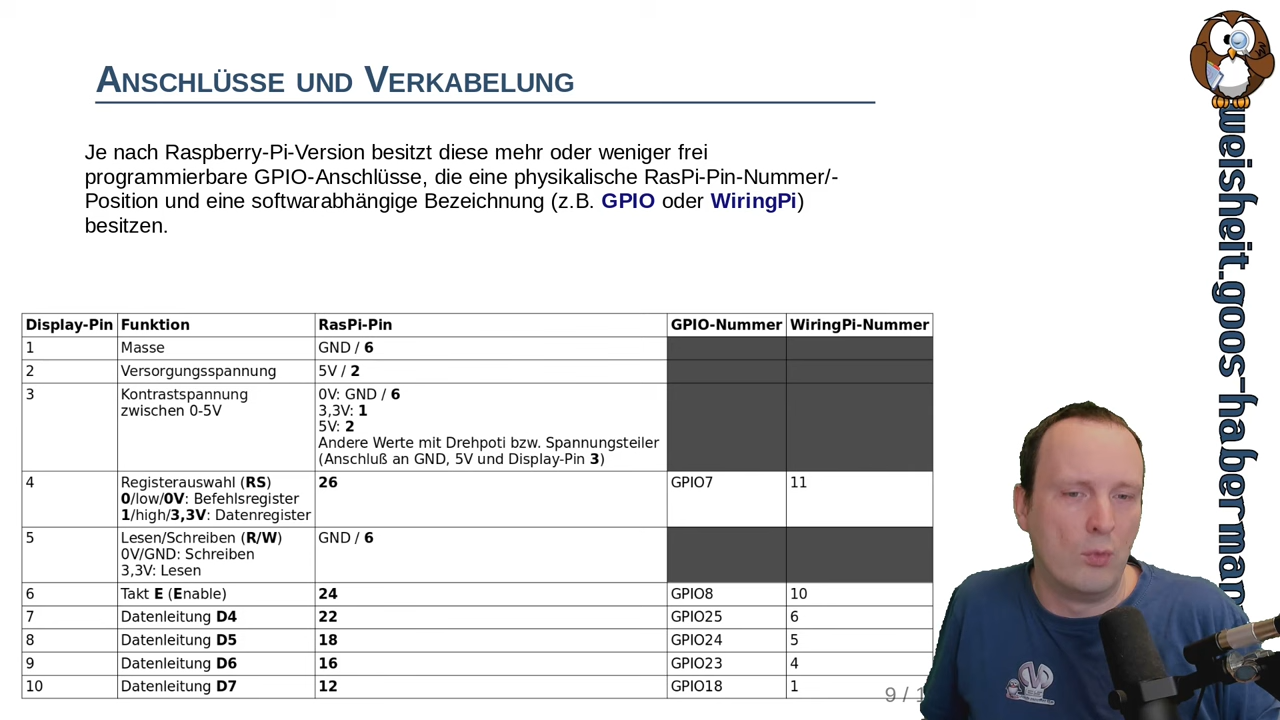 Anschlüsse und Verkabelung
Je nach Raspberry-Pi-Version besitzt diese mehr oder weniger frei
programmierbare GPIO-Anschlüsse, die eine physikalische RasPi-Pin-Nummer/-
Position und eine softwarabhängige Bezeichnung (z.B. GPIO oder WiringPi)
besitzen.
Display-Pin Funktion RasPi-Pin GPIO-Nummer WiringPi-Nummer
1 Masse GND / 6
2 Versorgungsspannung 5V / 2
3 Kontrastspannung 0V: GND / 6
zwischen 0-5V 3,3V: 1
5V: 2
Andere Werte mit Drehpoti bzw. Spannungsteiler
(Anschluß an GND, 5V und Display-Pin 3)
4 Registerauswahl (RS) 26 GPIO7 11
0/low/0V: Befehlsregister
1/high/3,3V: Datenregister
5 Lesen/Schreiben (R/W) GND / 6
0V/GND: Schreiben
3,3V: Lesen
6 Takt E (Enable) 24 GPIO8 10
7 Datenleitung D4 22 GPIO25 6
8 Datenleitung D5 18 GPIO24 5
9 Datenleitung D6 16 GPIO23 4
10 Datenleitung D7 12 GPIO18 1
9 / 1
weisheit.goos-haberman